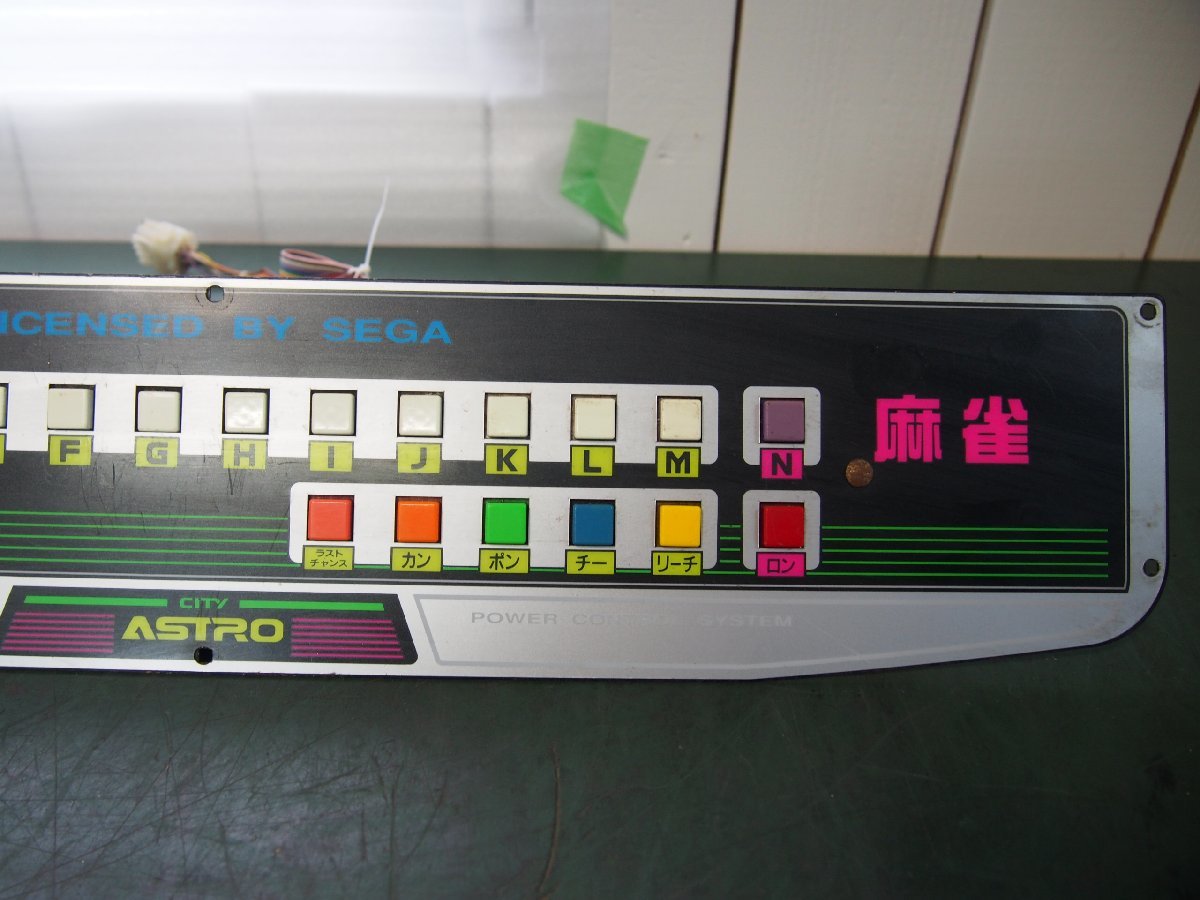 ICENSED BY SEGA
F G H I J K L M N
麻雀
ラスト
チャンス
カン ポン チー リーチ ロン
CITY
ASTRO
POWER CONTROL SYSTEM